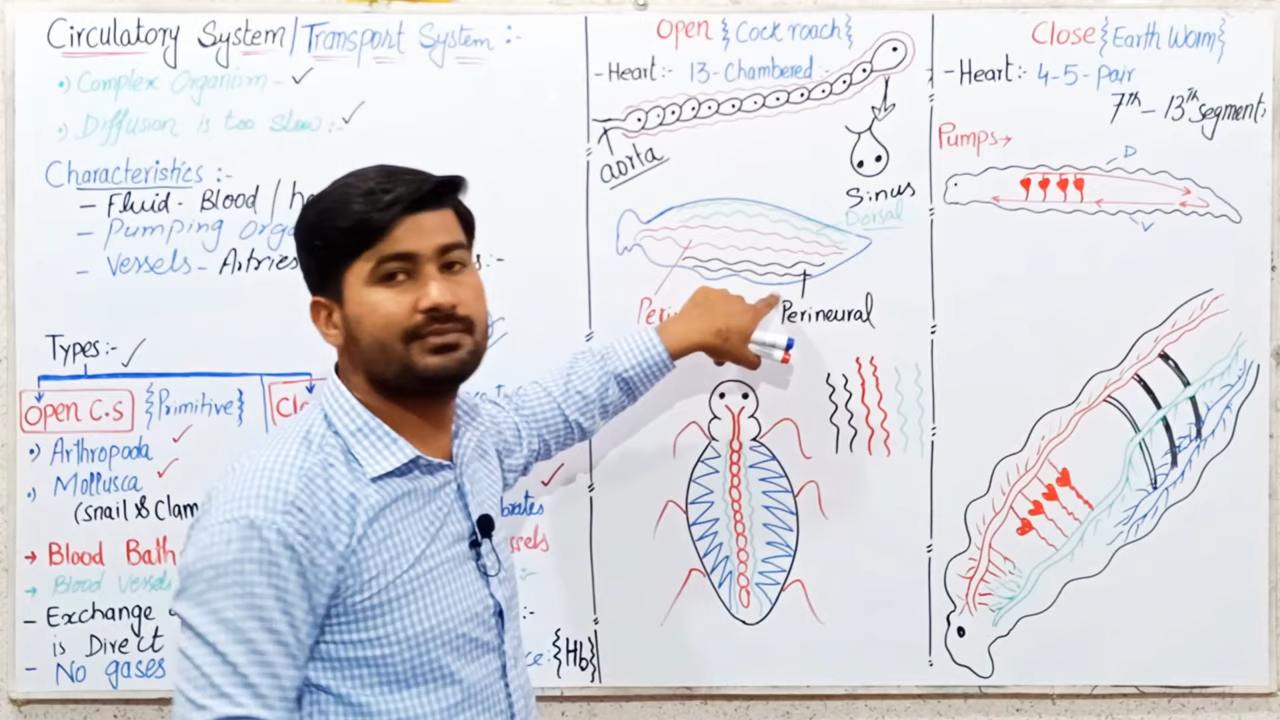 Circulatory System/Transport System :-
•) Complex Organism - ✓
•) Diffusion is too Slow:- ✓
Characteristics :-
- Fluid - Blood /
- Pumping
- Vessels - Artries :-
Types:- ✓
Open C.S {Primitive}
•) Arthropoda ✓
•) Mollusca ✓
(snail & Clam
→ Blood Bath
→ Blood Vessels
- Exchange
is Direct
- No gases
{Hb}
Open {Cock roach}
- Heart:- 13-Chambered :-
aorta
Sinus
Dorsal
Perineural
Close {Earth Worm}
- Heart:- 4-5-pair
7th - 13th segments
Pumps→
D
V